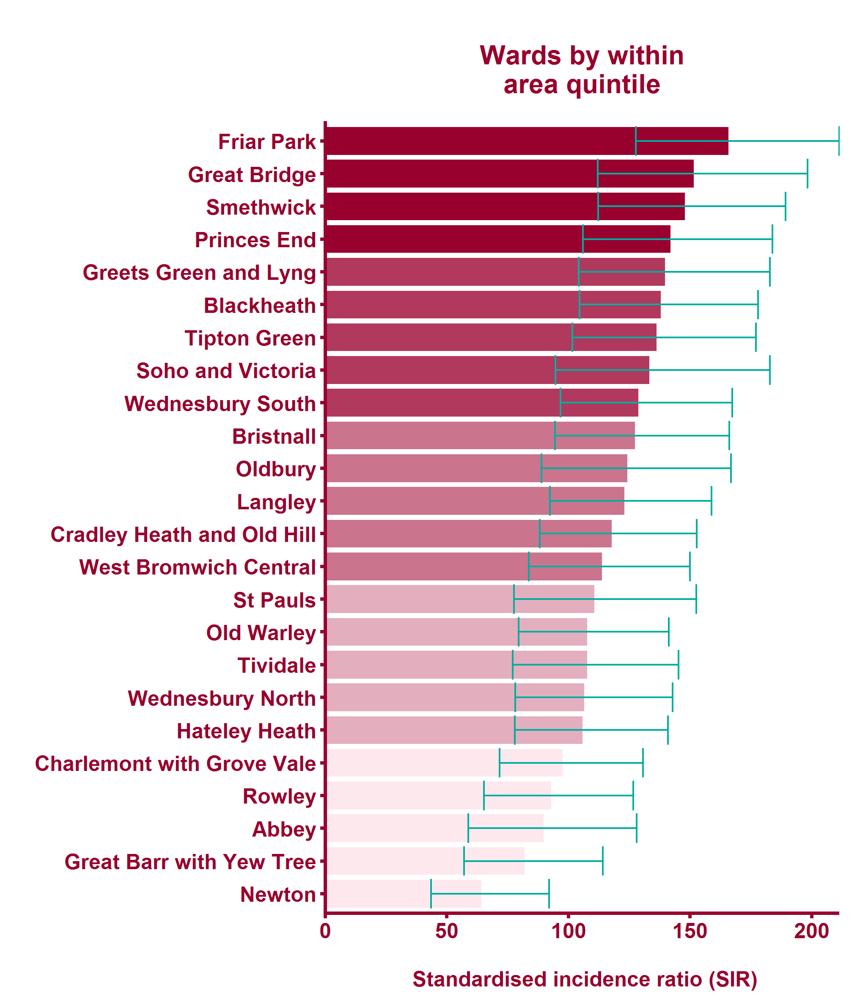 Wards by within
area quintile
Friar Park
Great Bridge
Smethwick
Princes End
Greets Green and Lyng
Blackheath
Tipton Green
Soho and Victoria
Wednesbury South
Bristnall
Oldbury
Langley
Cradley Heath and Old Hill
West Bromwich Central
St Pauls
Old Warley
Tividale
Wednesbury North
Hateley Heath
Charlemont with Grove Vale
Rowley
Abbey
Great Barr with Yew Tree
Newton
0 50 100 150 200
Standardised incidence ratio (SIR)